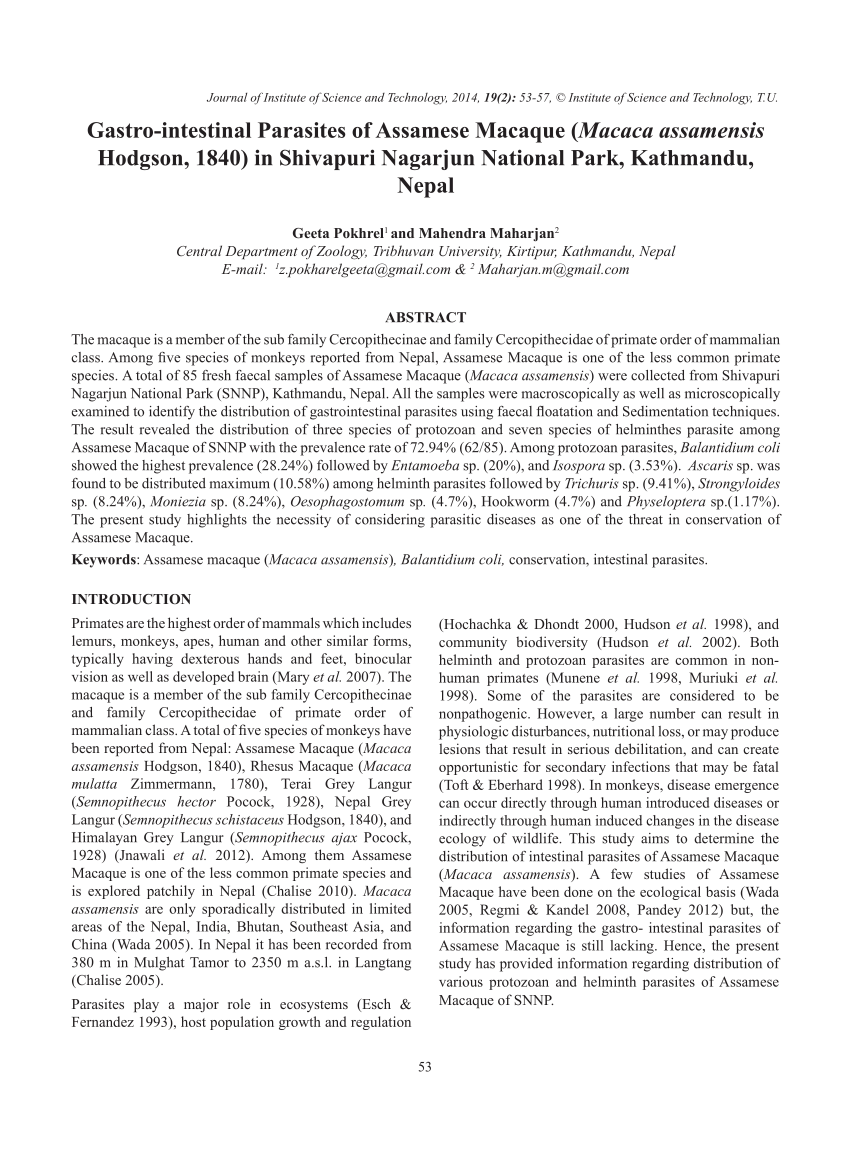 Journal of Institute of Science and Technology, 2014, 19(2): 53-57, © Institute of Science and Technology, T.U.
Gastro-intestinal Parasites of Assamese Macaque (Macaca assamensis
Hodgson, 1840) in Shivapuri Nagarjun National Park, Kathmandu,
Nepal
Geeta Pokhrel1 and Mahendra Maharjan2
Central Department of Zoology, Tribhuvan University, Kirtipur, Kathmandu, Nepal
E-mail: 1z.pokharelgeeta@gmail.com & 2 Maharjan.m@gmail.com
ABSTRACT
The macaque is a member of the sub family Cercopithecinae and family Cercopithecidae of primate order of mammalian
class. Among five species of monkeys reported from Nepal, Assamese Macaque is one of the less common primate
species. A total of 85 fresh faecal samples of Assamese Macaque (Macaca assamensis) were collected from Shivapuri
Nagarjun National Park (SNNP), Kathmandu, Nepal. All the samples were macroscopically as well as microscopically
examined to identify the distribution of gastrointestinal parasites using faecal floatation and Sedimentation techniques.
The result revealed the distribution of three species of protozoan and seven species of helminthes parasite among
Assamese Macaque of SNNP with the prevalence rate of 72.94% (62/85). Among protozoan parasites, Balantidium coli
showed the highest prevalence (28.24%) followed by Entamoeba sp. (20%), and Isospora sp. (3.53%). Ascaris sp. was
found to be distributed maximum (10.58%) among helminth parasites followed by Trichuris sp. (9.41%), Strongyloides
sp. (8.24%), Moniezia sp. (8.24%), Oesophagostomum sp. (4.7%), Hookworm (4.7%) and Physeloptera sp.(1.17%).
The present study highlights the necessity of considering parasitic diseases as one of the threat in conservation of
Assamese Macaque.
Keywords: Assamese macaque (Macaca assamensis), Balantidium coli, conservation, intestinal parasites.
INTRODUCTION
Primates are the highest order of mammals which includes
lemurs, monkeys, apes, human and other similar forms,
typically having dexterous hands and feet, binocular
vision as well as developed brain (Mary et al. 2007). The
macaque is a member of the sub family Cercopithecinae
and family Cercopithecidae of primate order of
mammalian class. A total of five species of monkeys have
been reported from Nepal: Assamese Macaque (Macaca
assamensis Hodgson, 1840), Rhesus Macaque (Macaca
mulatta Zimmermann, 1780), Terai Grey Langur
(Semnopithecus hector Pocock, 1928), Nepal Grey
Langur (Semnopithecus schistaceus Hodgson, 1840), and
Himalayan Grey Langur (Semnopithecus ajax Pocock,
1928) (Jnawali et al. 2012). Among them Assamese
Macaque is one of the less common primate species and
is explored patchily in Nepal (Chalise 2010). Macaca
assamensis are only sporadically distributed in limited
areas of the Nepal, India, Bhutan, Southeast Asia, and
China (Wada 2005). In Nepal it has been recorded from
380 m in Mulghat Tamor to 2350 m a.s.l. in Langtang
(Chalise 2005).
Parasites play a major role in ecosystems (Esch &
Fernandez 1993), host population growth and regulation
(Hochachka & Dhondt 2000, Hudson et al. 1998), and
community biodiversity (Hudson et al. 2002). Both
helminth and protozoan parasites are common in non-
human primates (Munene et al. 1998, Muriuki et al.
1998). Some of the parasites are considered to be
nonpathogenic. However, a large number can result in
physiologic disturbances, nutritional loss, or may produce
lesions that result in serious debilitation, and can create
opportunistic for secondary infections that may be fatal
(Toft & Eberhard 1998). In monkeys, disease emergence
can occur directly through human introduced diseases or
indirectly through human induced changes in the disease
ecology of wildlife. This study aims to determine the
distribution of intestinal parasites of Assamese Macaque
(Macaca assamensis). A few studies of Assamese
Macaque have been done on the ecological basis (Wada
2005, Regmi & Kandel 2008, Pandey 2012) but, the
information regarding the gastro- intestinal parasites of
Assamese Macaque is still lacking. Hence, the present
study has provided information regarding distribution of
various protozoan and helminth parasites of Assamese
Macaque of SNNP.
53